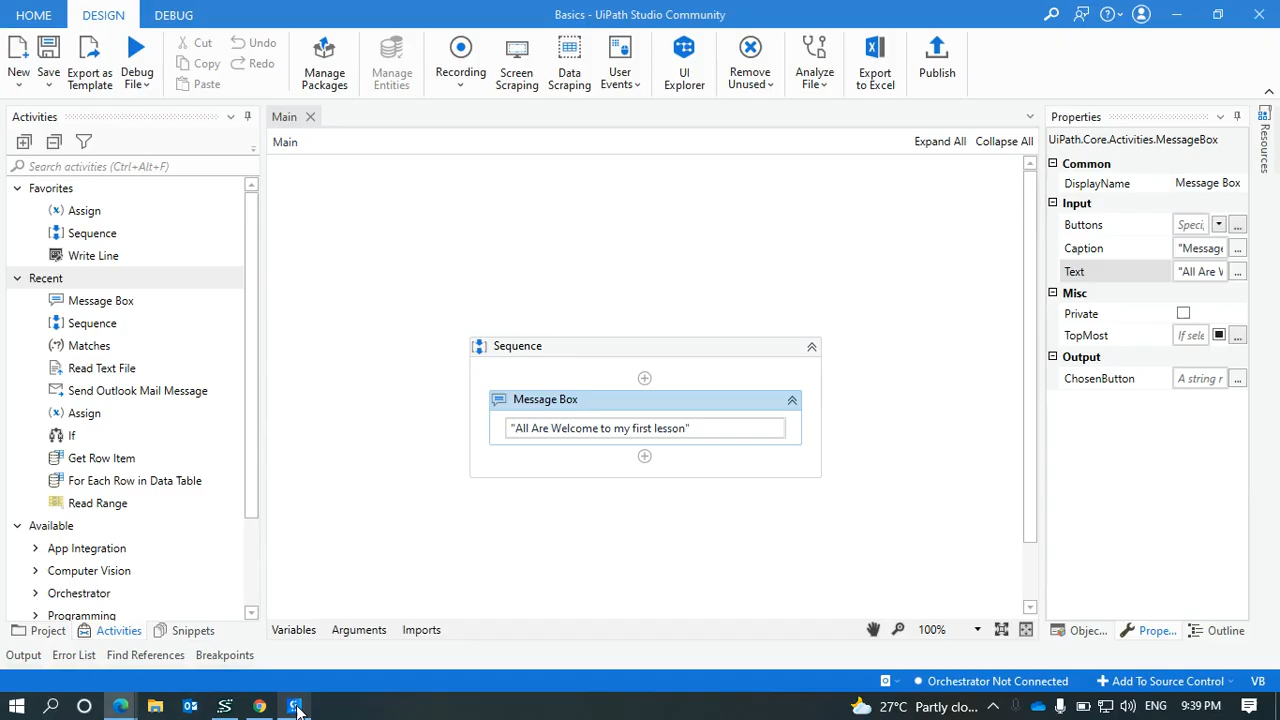 HOME
DESIGN
DEBUG
Basics - UiPath Studio Community
New
Save
Export as Template
Debug File
Cut
Copy
Paste
Undo
Redo
Manage Packages
Manage Entities
Recording
Screen Scraping
Data Scraping
User Events
UI Explorer
Remove Unused
Analyze File
Export to Excel
Publish
Activities
Search activities (Ctrl+Alt+F)
Favorites
Assign
Sequence
Write Line
Recent
Message Box
Sequence
Matches
Read Text File
Send Outlook Mail Message
Assign
If
Get Row Item
For Each Row in Data Table
Read Range
Available
App Integration
Computer Vision
Orchestrator
Programming
Project
Activities
Snippets
Main
Main
Expand All
Collapse All
Sequence
Message Box
"All Are Welcome to my first lesson"
Variables
Arguments
Imports
100%
Properties
UiPath.Core.Activities.MessageBox
Common
DisplayName
Message Box
Input
Buttons
Speci,
Caption
"Message
Text
"All Are W
Misc
Private
TopMost
If sele
Output
ChosenButton
A string r
Objec...
Prope...
Outline
Resources
Output
Error List
Find References
Breakpoints
Orchestrator Not Connected
Add To Source Control
VB
27°C Partly clo...
ENG
9:39 PM